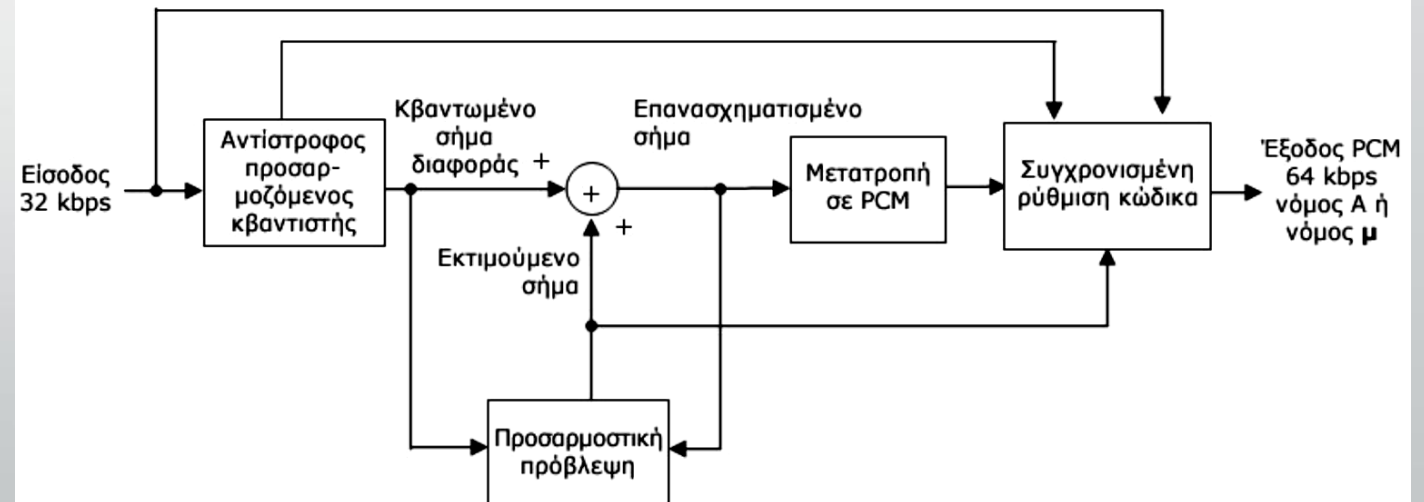 Είσοδος
32 kbps
Αντίστροφος
προσαρ-
μοζόμενος
κβαντιστής
Κβαντωμένο
σήμα
διαφοράς
+
+
+
Εκτιμούμενο
σήμα
Επανασχηματισμένο
σήμα
Μετατροπή
σε PCM
Συγχρονισμένη
ρύθμιση κώδικα
Έξοδος PCM
64 kbps
νόμος Α ή
νόμος μ
Προσαρμοστική
πρόβλεψη